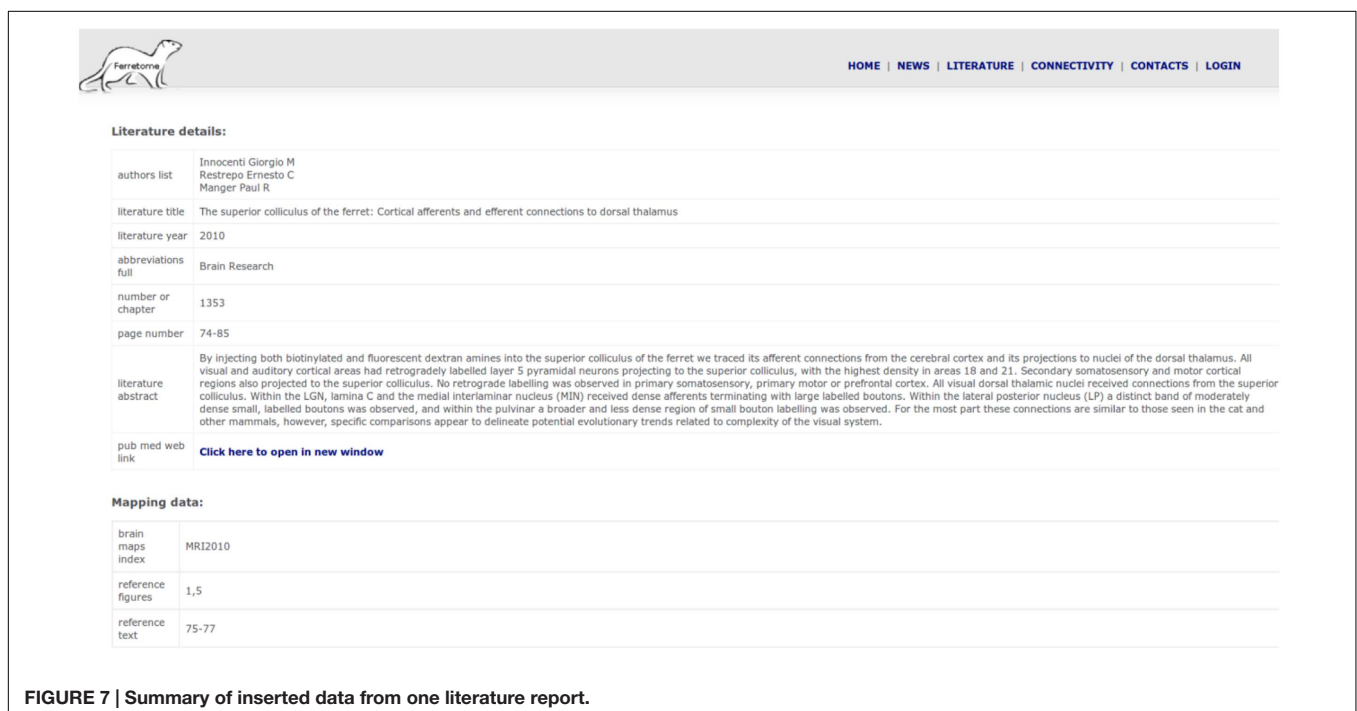 Ferretome
HOME | NEWS | LITERATURE | CONNECTIVITY | CONTACTS | LOGIN
Literature details:
authors list
Innocenti Giorgio M
Restrepo Ernesto C
Manger Paul R
literature title The superior colliculus of the ferret: Cortical afferents and efferent connections to dorsal thalamus
literature year 2010
abbreviations
full
Brain Research
number or
chapter
1353
page number 74-85
literature
abstract
By injecting both biotinylated and fluorescent dextran amines into the superior colliculus of the ferret we traced its afferent connections from the cerebral cortex and its projections to nuclei of the dorsal thalamus. All
visual and auditory cortical areas had retrogradely labelled layer 5 pyramidal neurons projecting to the superior colliculus, with the highest density in areas 18 and 21. Secondary somatosensory and motor cortical
regions also projected to the superior colliculus. No retrograde labelling was observed in primary somatosensory, primary motor or prefrontal cortex. All visual dorsal thalamic nuclei received connections from the superior
colliculus. Within the LGN, lamina C and the medial interlaminar nucleus (MIN) received dense afferents terminating with large labelled boutons. Within the lateral posterior nucleus (LP) a distinct band of moderately
dense small, labelled boutons was observed, and within the pulvinar a broader and less dense region of small bouton labelling was observed. For the most part these connections are similar to those seen in the cat and
other mammals, however, specific comparisons appear to delineate potential evolutionary trends related to complexity of the visual system.
pub med web
link
Click here to open in new window
Mapping data:
brain
maps
index
MRI2010
reference
figures
1,5
reference
text
75-77
FIGURE 7 | Summary of inserted data from one literature report.